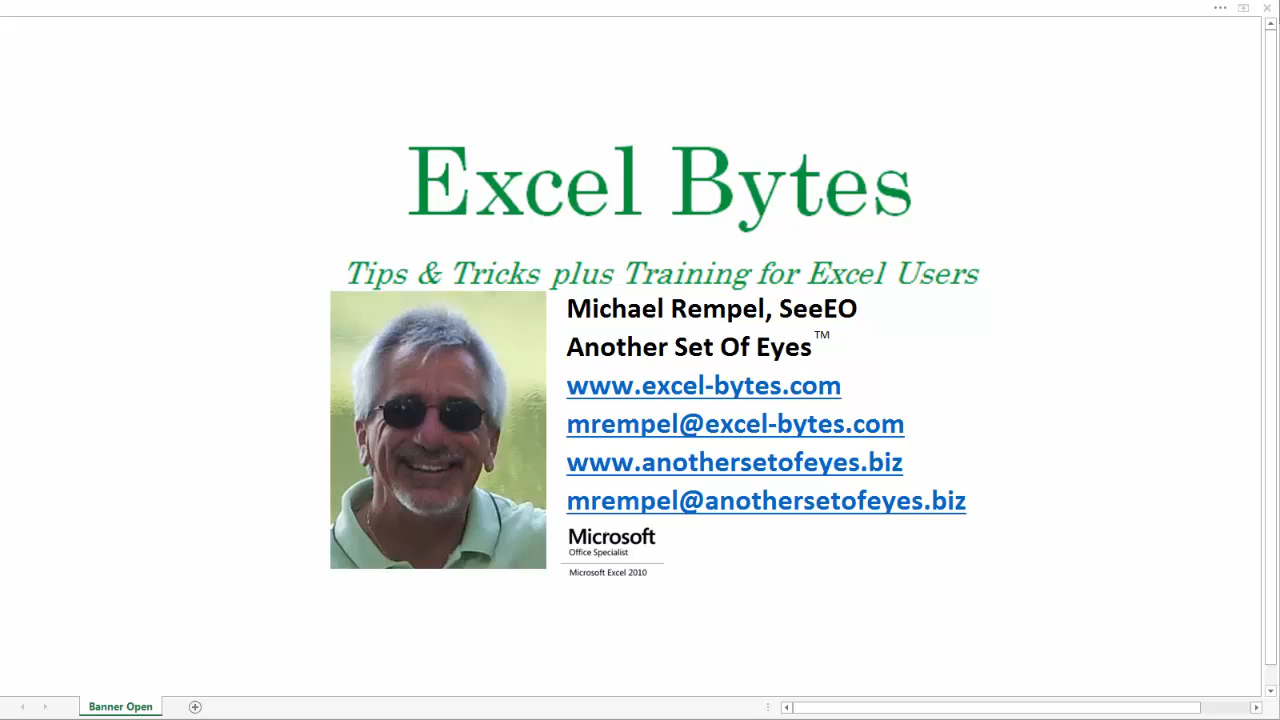 Excel Bytes
Tips & Tricks plus Training for Excel Users
Michael Rempel, SeeEO
Another Set Of Eyes™
www.excel-bytes.com
mrempel@excel-bytes.com
www.anothersetofeyes.biz
mrempel@anothersetofeyes.biz
Microsoft
Office Specialist
Microsoft Excel 2010
Banner Open